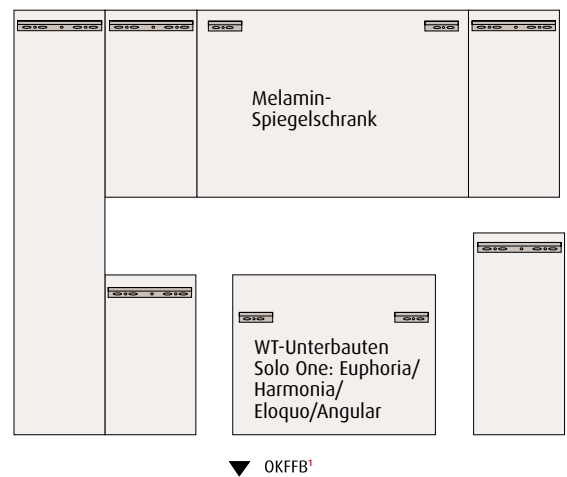 Melamin-
Spiegelschrank
WT-Unterbauten
Solo One: Euphoria/
Harmonia/
Eloquo/Angular
OKFFB¹